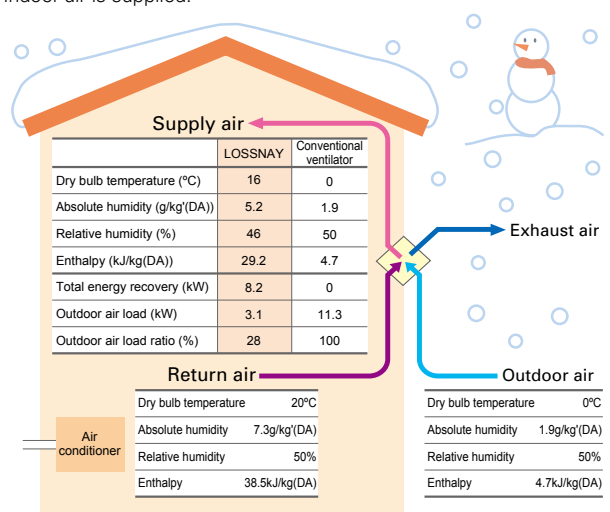 indoor air is supplied.
Supply air
LOSSNAY Conventional
ventilator
Dry bulb temperature (ºC) 16 0
Absolute humidity (g/kg'(DA)) 5.2 1.9
Relative humidity (%) 46 50
Enthalpy (kJ/kg(DA)) 29.2 4.7
Total energy recovery (kW) 8.2 0
Outdoor air load (kW) 3.1 11.3
Outdoor air load ratio (%) 28 100
Exhaust air
Return air
Dry bulb temperature 20ºC
Absolute humidity 7.3g/kg'(DA)
Relative humidity 50%
Enthalpy 38.5kJ/kg(DA)
Air
conditioner
Outdoor air
Dry bulb temperature 0ºC
Absolute humidity 1.9g/kg'(DA)
Relative humidity 50%
Enthalpy 4.7kJ/kg(DA)